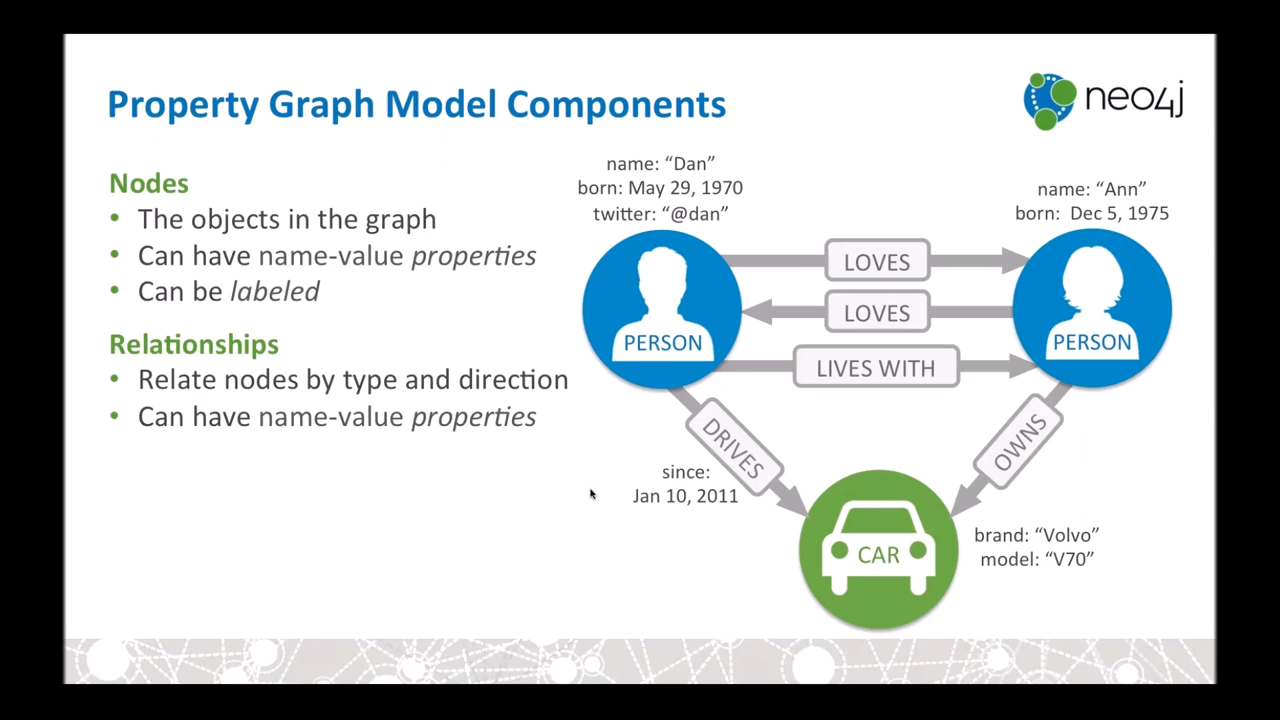 Property Graph Model Components
neo4j
Nodes
• The objects in the graph
• Can have name-value properties
• Can be labeled
Relationships
• Relate nodes by type and direction
• Can have name-value properties
name: “Dan”
born: May 29, 1970
twitter: “@dan”
name: “Ann”
born: Dec 5, 1975
LOVES
LOVES
LIVES WITH
PERSON
PERSON
DRIVES
OWNS
since:
Jan 10, 2011
CAR
brand: “Volvo”
model: “V70”